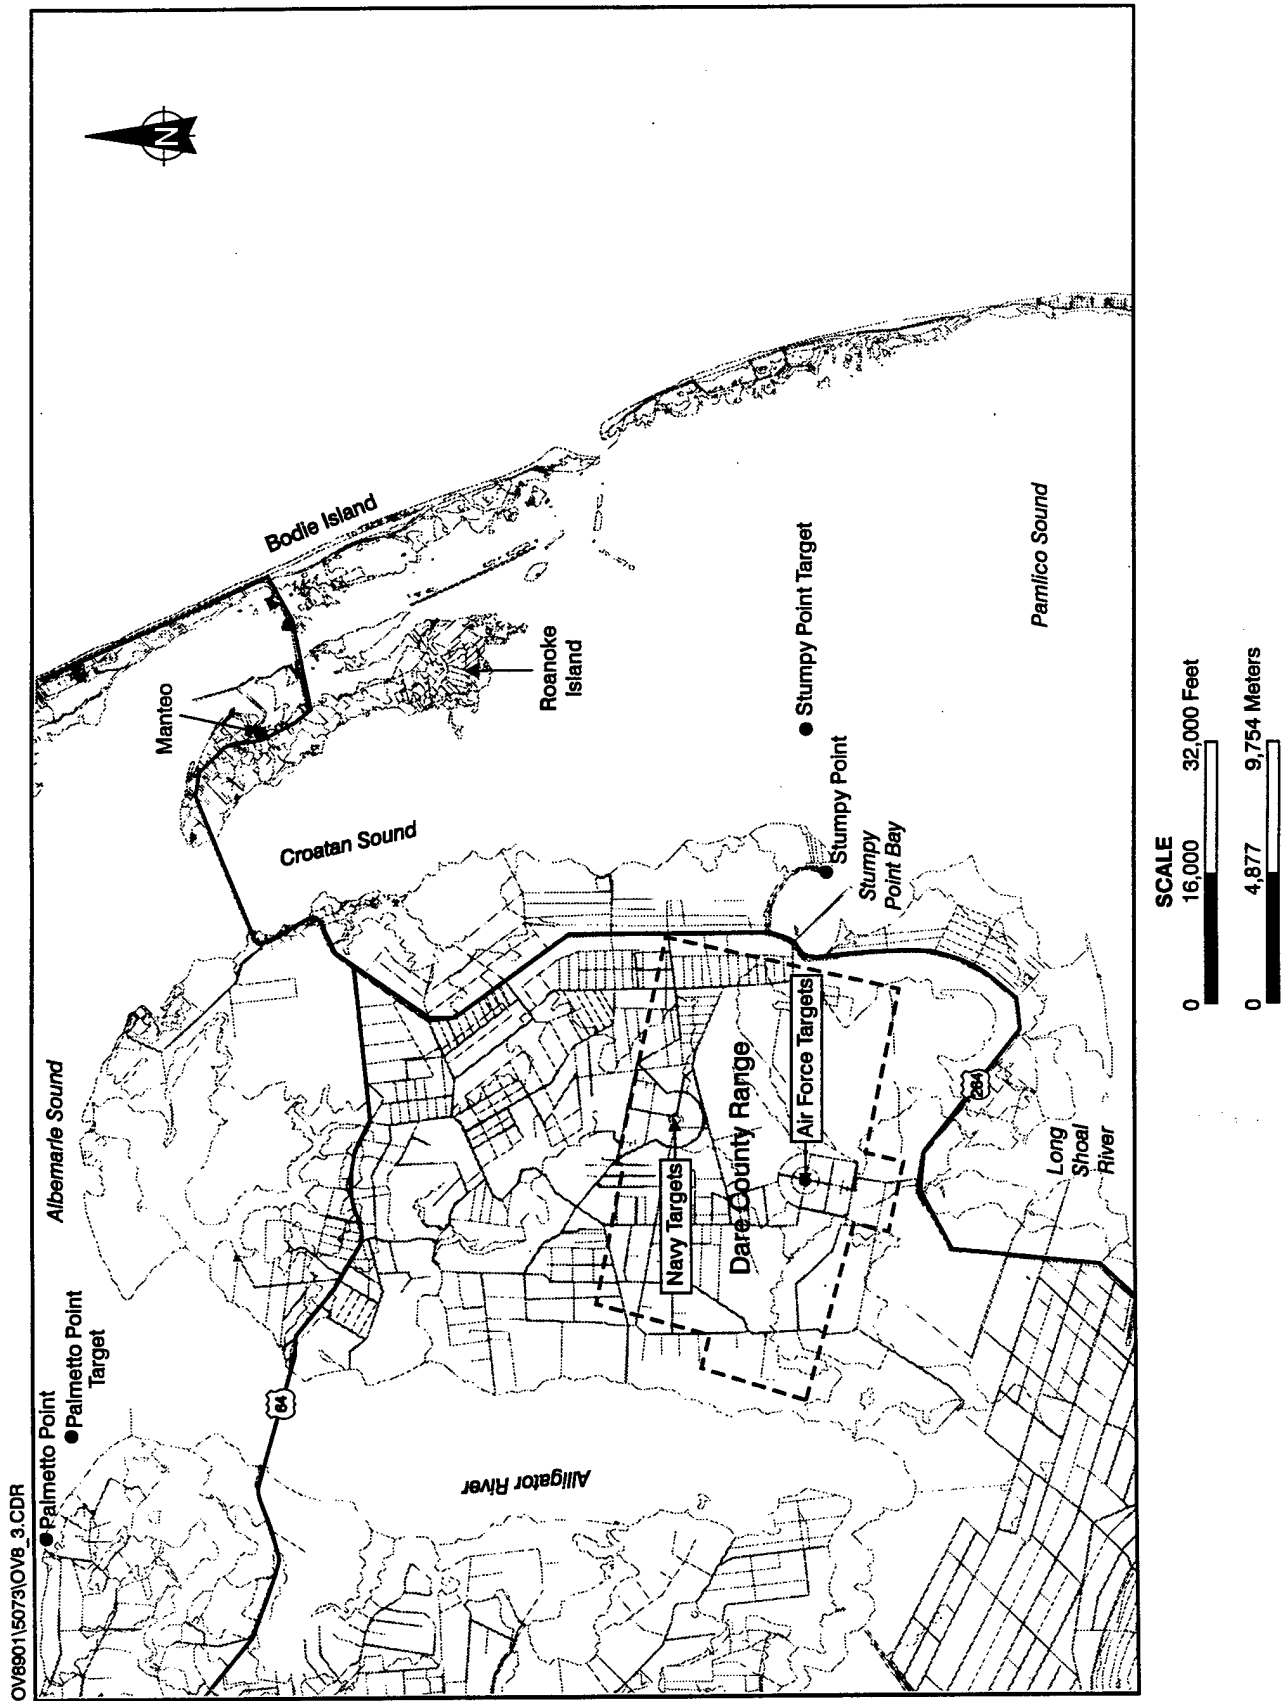 OV8901\5073\OV8_3.CDR
Palmetto Point
Palmetto Point
Target
Albemarle Sound
N
64
Manteo
Bodie Island
Croatan Sound
Roanoke
Island
Alligator River
Navy Targets
Dare County Range
Air Force Targets
Stumpy Point Target
Stumpy Point
Stumpy
Point Bay
264
Pamlico Sound
Long
Shoal
River
SCALE
0 16,000 32,000 Feet
0 4,877 9,754 Meters